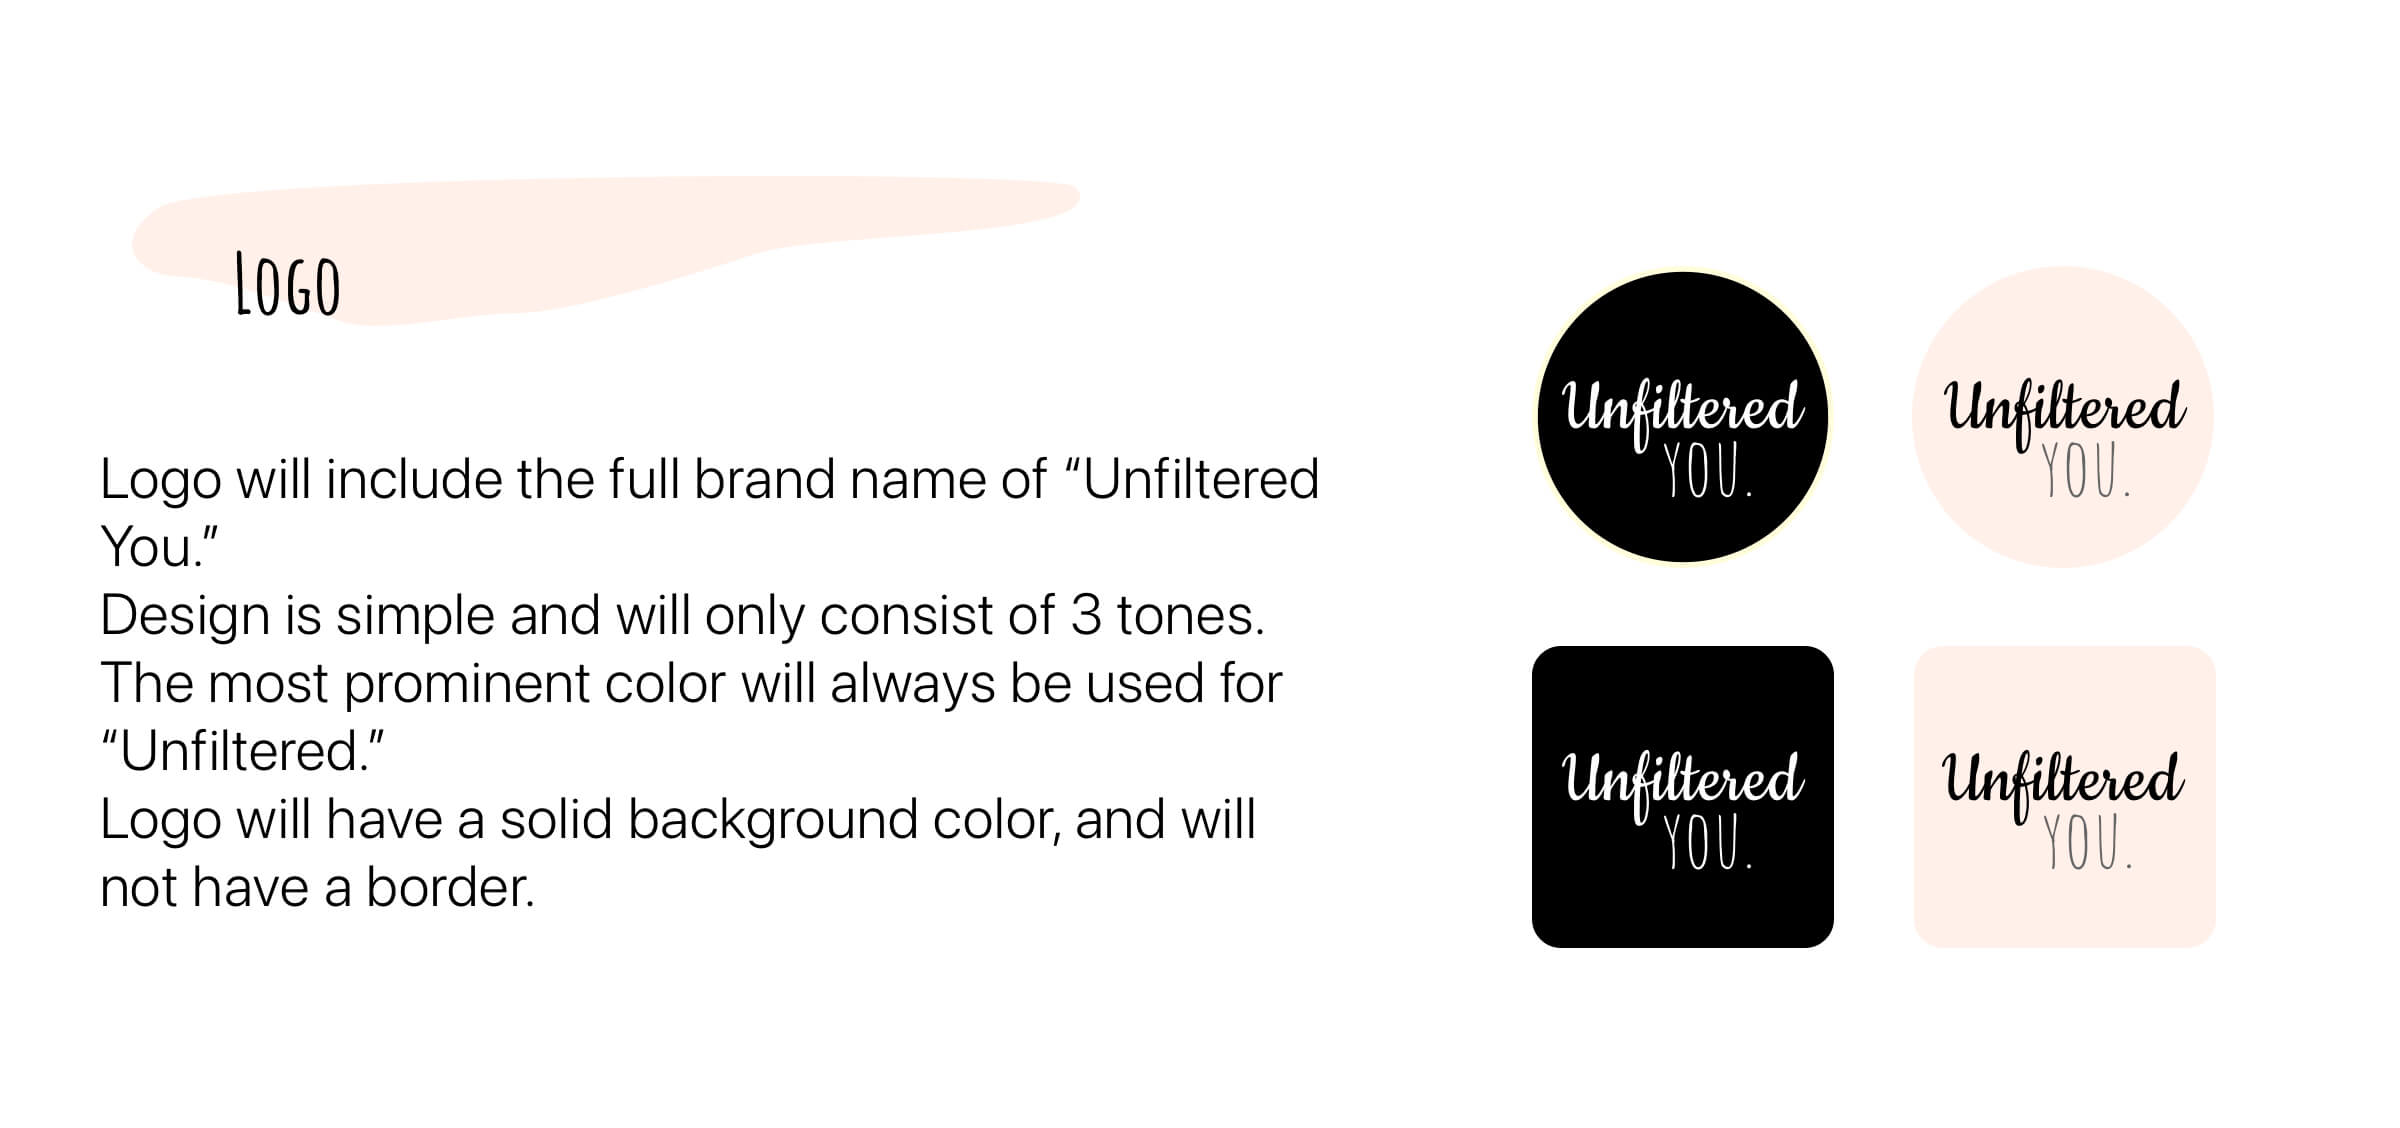 Logo
Logo will include the full brand name of “Unfiltered
You.”
Design is simple and will only consist of 3 tones.
The most prominent color will always be used for
“Unfiltered.”
Logo will have a solid background color, and will
not have a border.
Unfiltered
YOU.
Unfiltered
YOU.
Unfiltered
YOU.
Unfiltered
YOU.